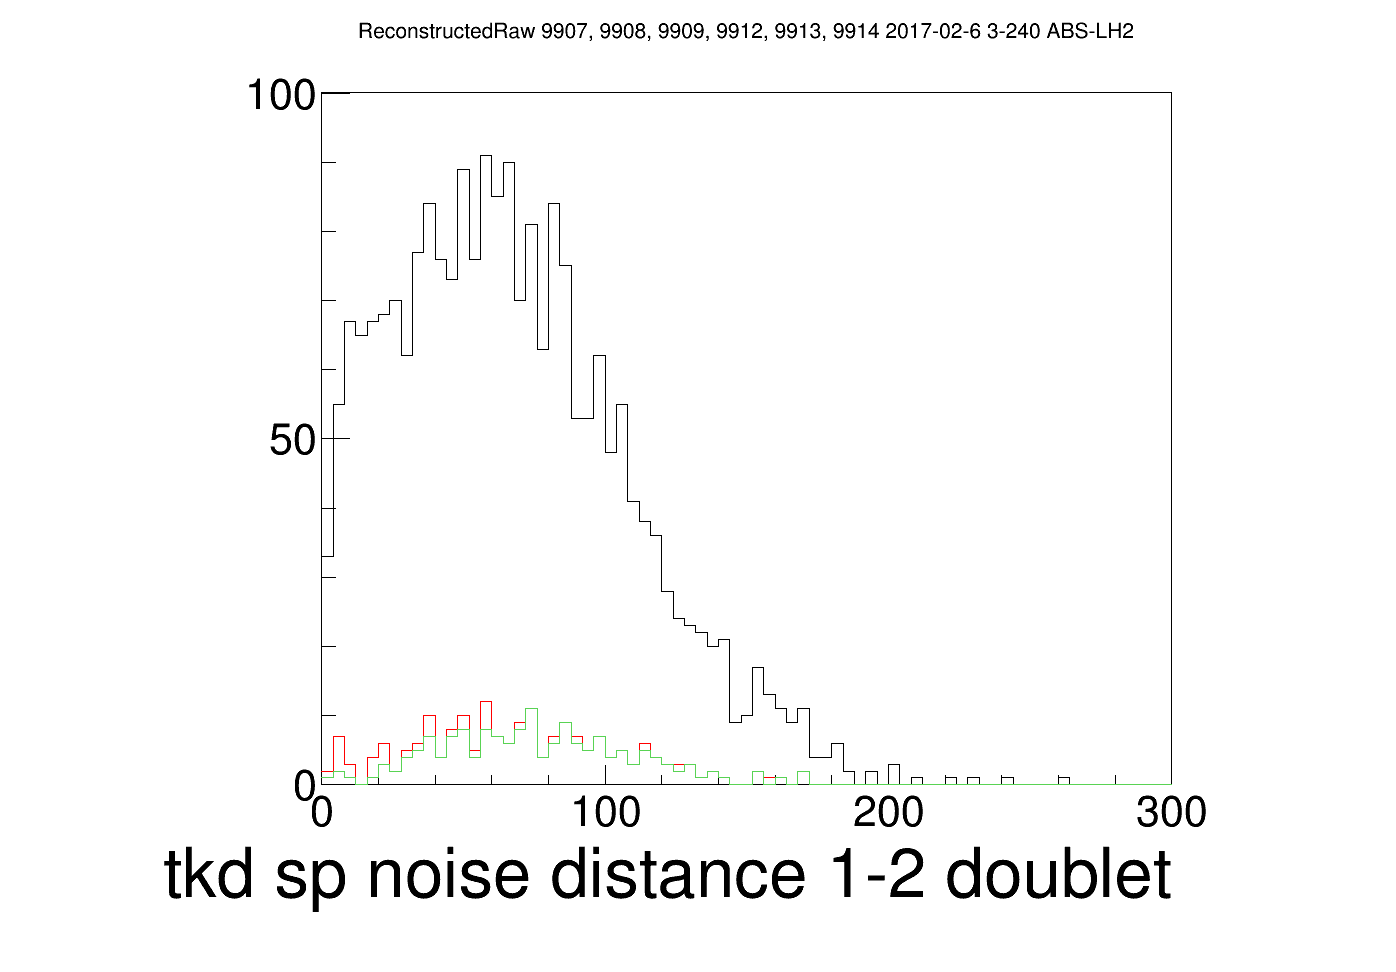 ReconstructedRaw 9907, 9908, 9909, 9912, 9913, 9914 2017-02-6 3-240 ABS-LH2
100
50
0
0 100 200 300
tkd sp noise distance 1-2 doublet